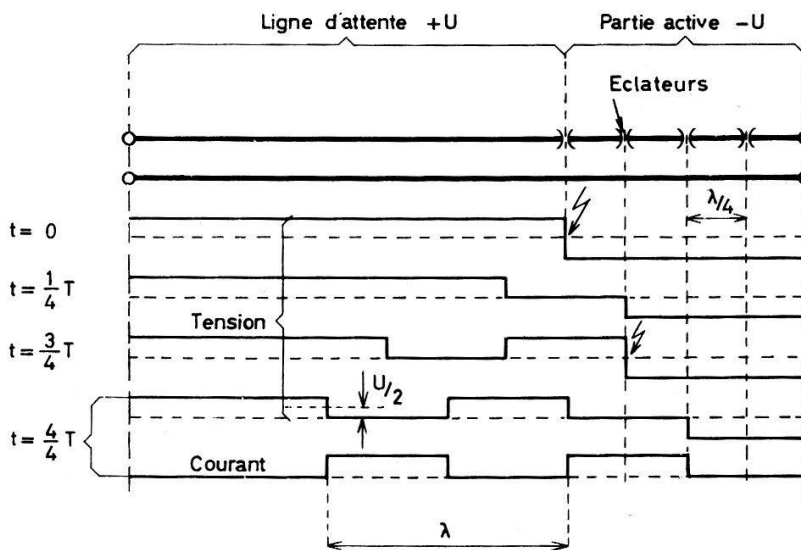 Ligne d'attente +U
Partie active -U
Eclateurs
λ/4
t = 0
t = 1/4 T
Tension
t = 3/4 T
U/2
t = 4/4 T
Courant
λ